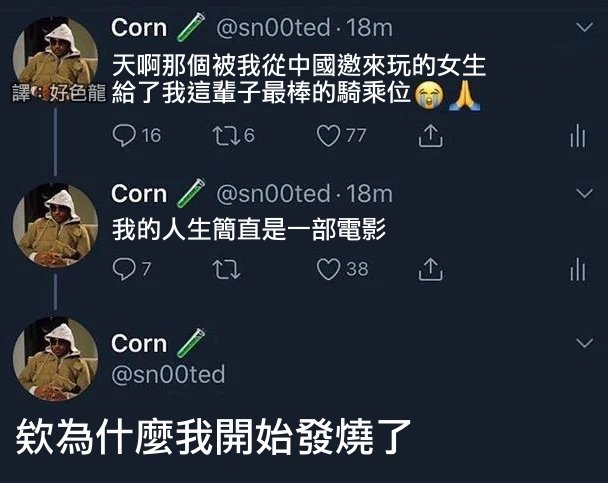 Corn @sn00ted · 18m
天啊那個被我從中國邀來玩的女生
譯：好色龍
給了我這輩子最棒的騎乘位😭🙏
16 6 77
Corn @sn00ted · 18m
我的人生簡直是一部電影
7 38
Corn
@sn00ted
欸為什麼我開始發燒了